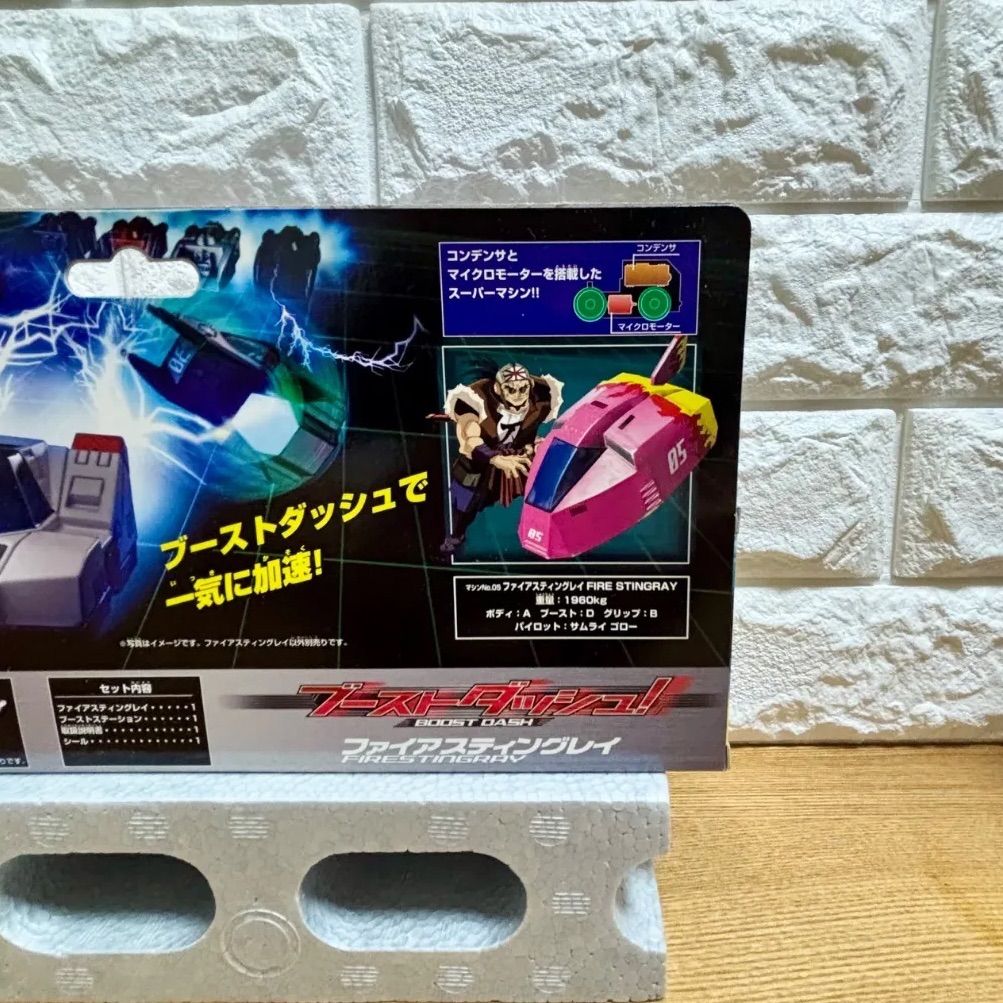 コンデンサと
マイクロモーターを搭載した
スーパーマシン!!
コンデンサ
マイクロモーター
05
05
ブーストダッシュで
一気に加速!
マシンNo.05 ファイアスティングレイ FIRE STINGRAY
重量:1960kg
ボディ:A ブースト:D グリップ:B
パイロット:サムライ ゴロー
※写真はイメージです。ファイアスティングレイ以外別売りです。
セット内容
ファイアスティングレイ・・・・・1
ブーストステーション・・・・・1
取扱説明書・・・・・・・・・・1
シール・・・・・・・・・・・・1
ブーストダッシュ!
BOOST DASH
ファイアスティングレイ
FIRESTINGRAY